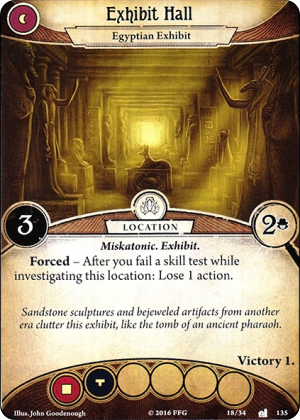 Exhibit Hall
Egyptian Exhibit
3
LOCATION
2
Miskatonic. Exhibit.
Forced – After you fail a skill test while
investigating this location: Lose 1 action.
Sandstone sculptures and bejeweled artifacts from another
era clutter this exhibit, like the tomb of an ancient pharaoh.
Victory 1.
Illus. John Goodenough
© 2016 FFG
18/34
135